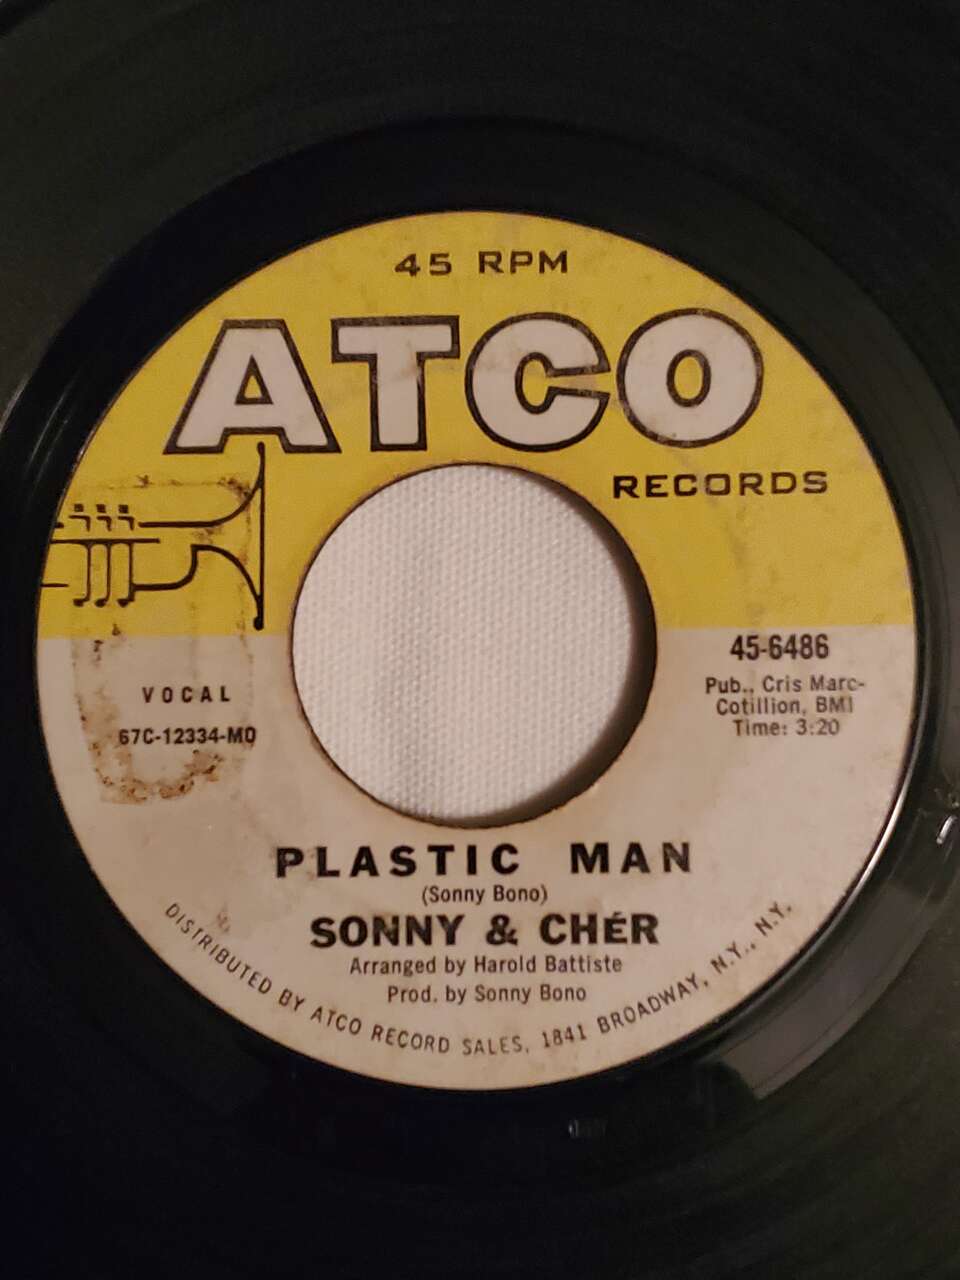 45 RPM
ATCO
RECORDS
45-6486
Pub., Cris Marc-
Cotillion, BMI
Time: 3:20
VOCAL
67C-12334-MO
PLASTIC MAN
(Sonny Bono)
SONNY & CHÉR
Arranged by Harold Battiste
Prod. by Sonny Bono
DISTRIBUTED BY ATCO RECORD SALES, 1841 BROADWAY, N.Y., N.Y.